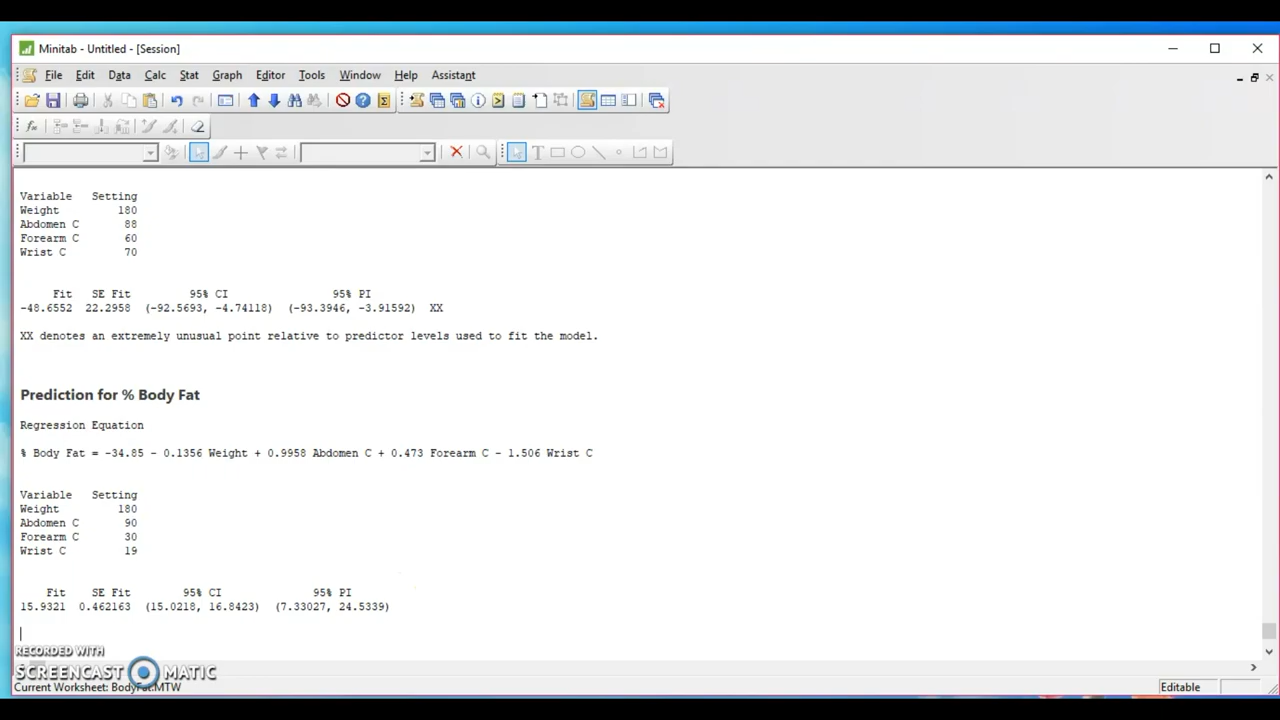 Minitab - Untitled - [Session]
File Edit Data Calc Stat Graph Editor Tools Window Help Assistant
Variable Setting
Weight 180
Abdomen C 88
Forearm C 60
Wrist C 70
Fit SE Fit 95% CI 95% PI
-48.6552 22.2958 (-92.5693, -4.74118) (-93.3946, -3.91592) XX
XX denotes an extremely unusual point relative to predictor levels used to fit the model.
Prediction for % Body Fat
Regression Equation
% Body Fat = -34.85 - 0.1356 Weight + 0.9958 Abdomen C + 0.473 Forearm C - 1.506 Wrist C
Variable Setting
Weight 180
Abdomen C 90
Forearm C 30
Wrist C 19
Fit SE Fit 95% CI 95% PI
15.9321 0.462163 (15.0218, 16.8423) (7.33027, 24.5339)
RECORDED WITH
SCREENCAST MATIC
Current Worksheet: BodyFat.MTW Editable